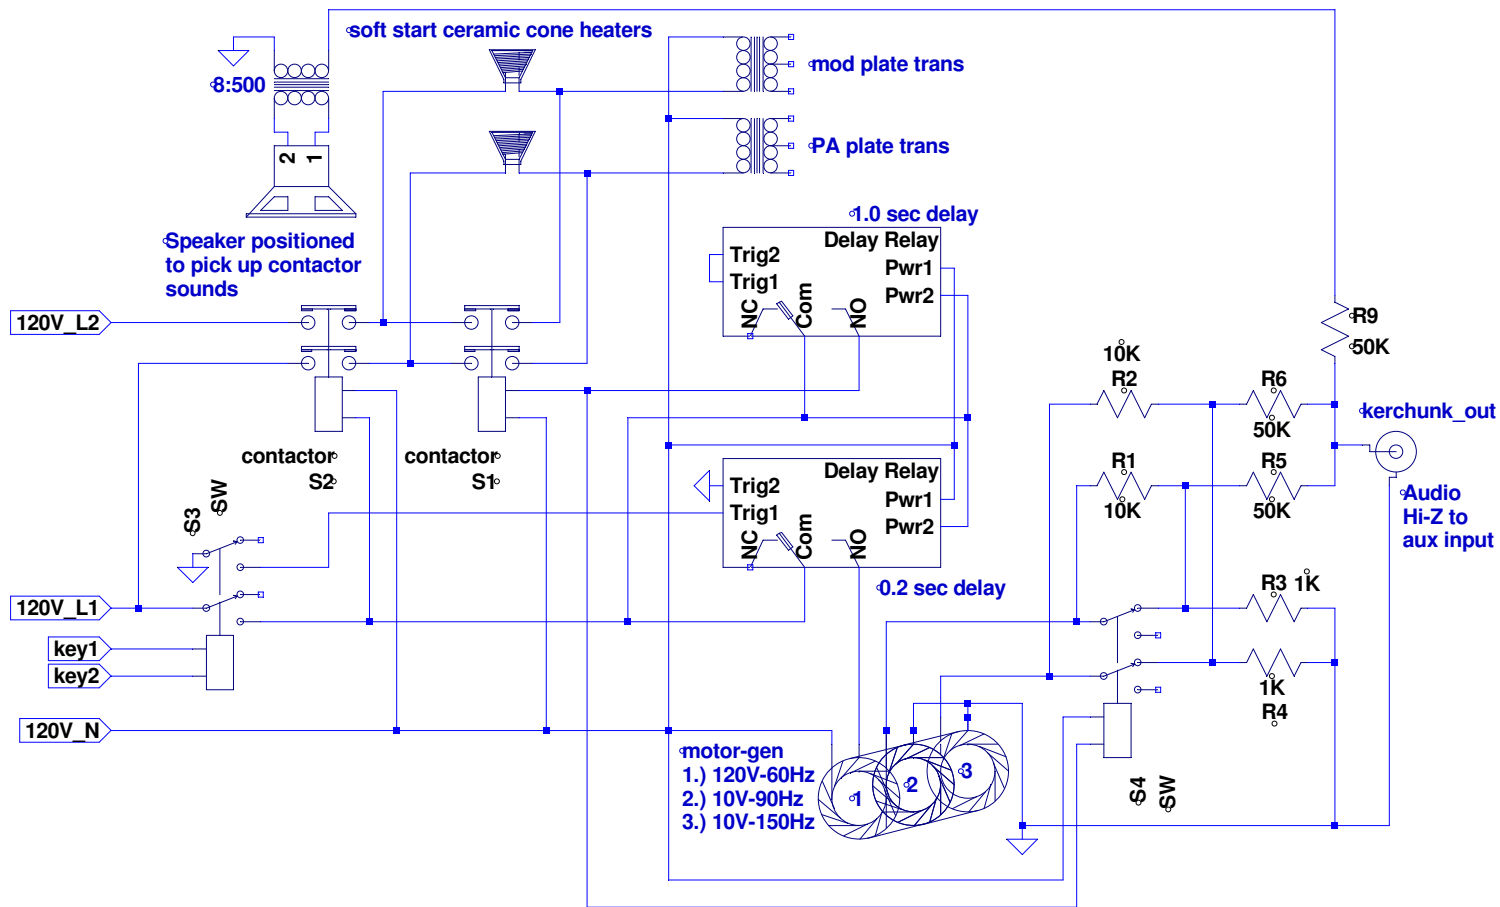 soft start ceramic cone heaters
8:500
mod plate trans
PA plate trans
2
1
Speaker positioned
to pick up contactor
sounds
1.0 sec delay
Delay Relay
Trig2
Trig1
Pwr1
Pwr2
NC
Com
NO
120V_L2
R9
50K
10K
R2
R6
50K
kerchunk_out
contactor
S2
contactor
S1
Delay Relay
Trig2
Trig1
Pwr1
Pwr2
NC
Com
NO
R1
10K
R5
50K
Audio
Hi-Z to
aux input
S3
SW
0.2 sec delay
R3
1K
120V_L1
key1
key2
1K
R4
120V_N
motor-gen
1.) 120V-60Hz
2.) 10V-90Hz
3.) 10V-150Hz
1
2
3
S4
SW